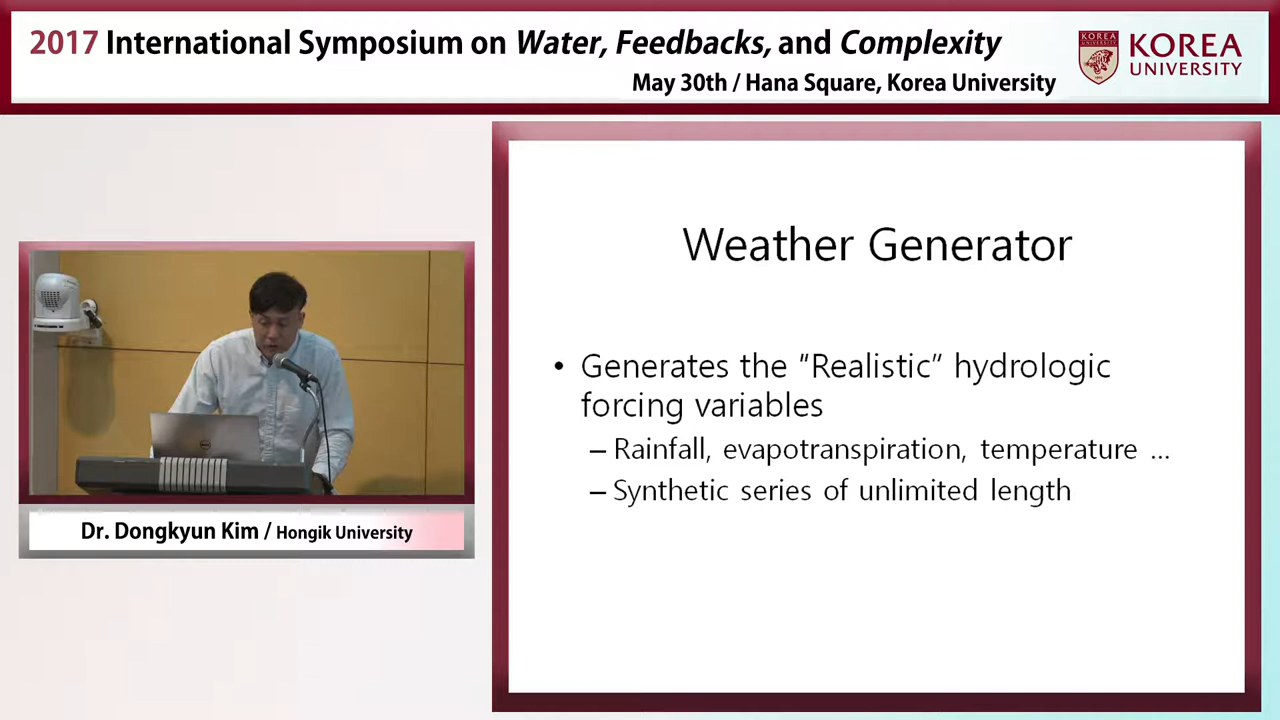 2017 International Symposium on Water, Feedbacks, and Complexity
May 30th / Hana Square, Korea University
KOREA
UNIVERSITY
KOREA
Weather Generator
• Generates the "Realistic" hydrologic
forcing variables
– Rainfall, evapotranspiration, temperature ...
– Synthetic series of unlimited length
Dr. Dongkyun Kim / Hongik University